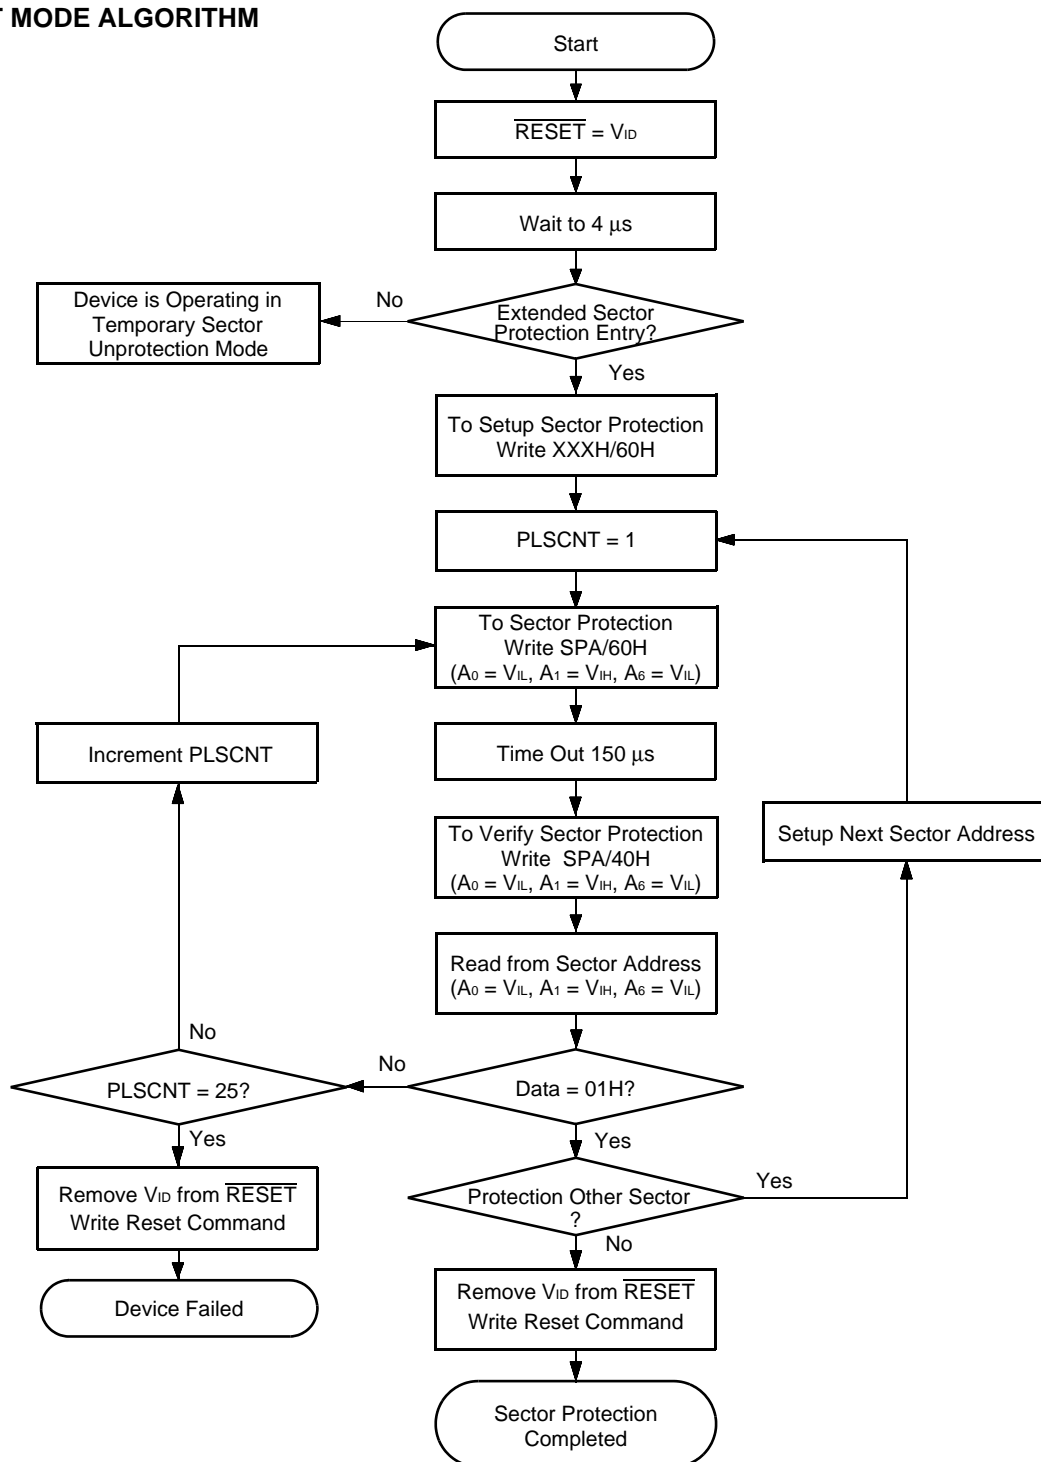 T MODE ALGORITHM
Start
RESET = VID
Wait to 4 μs
Extended Sector
Protection Entry?
No
Device is Operating in
Temporary Sector
Unprotection Mode
Yes
To Setup Sector Protection
Write XXXH/60H
PLSCNT = 1
To Sector Protection
Write SPA/60H
(A0 = VIL, A1 = VIH, A6 = VIL)
Increment PLSCNT
Time Out 150 μs
To Verify Sector Protection
Write SPA/40H
(A0 = VIL, A1 = VIH, A6 = VIL)
Setup Next Sector Address
Read from Sector Address
(A0 = VIL, A1 = VIH, A6 = VIL)
No
PLSCNT = 25?
No
Data = 01H?
Yes
Yes
Remove VID from RESET
Write Reset Command
Protection Other Sector
?
Yes
No
Device Failed
Remove VID from RESET
Write Reset Command
Sector Protection
Completed